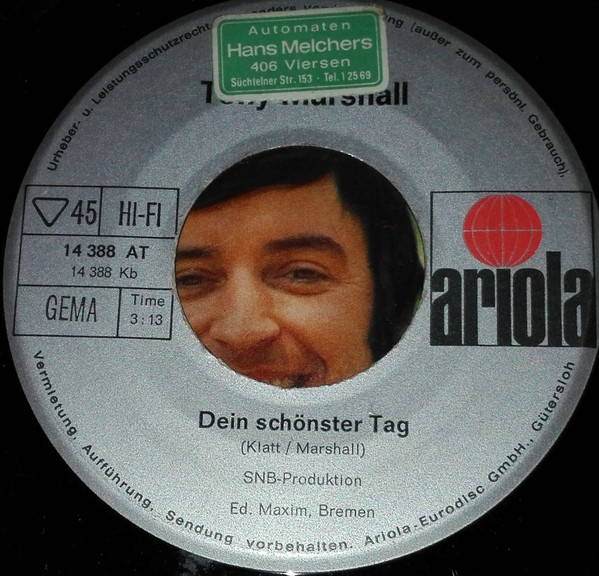 Automaten
Hans Melchers
406 Viersen
Süchtelner Str. 153 · Tel. 1 25 69
Tony Marshall
45
HI-FI
14 388 AT
14 388 Kb
GEMA
Time
3:13
ariola
Dein schönster Tag
(Klatt / Marshall)
SNB-Produktion
Ed. Maxim, Bremen
Urheber- u. Leistungsschutzrecht (außer zum persönl. Gebrauch),
Vermietung, Aufführung, Sendung vorbehalten. Ariola-Eurodisc GmbH., Gütersloh